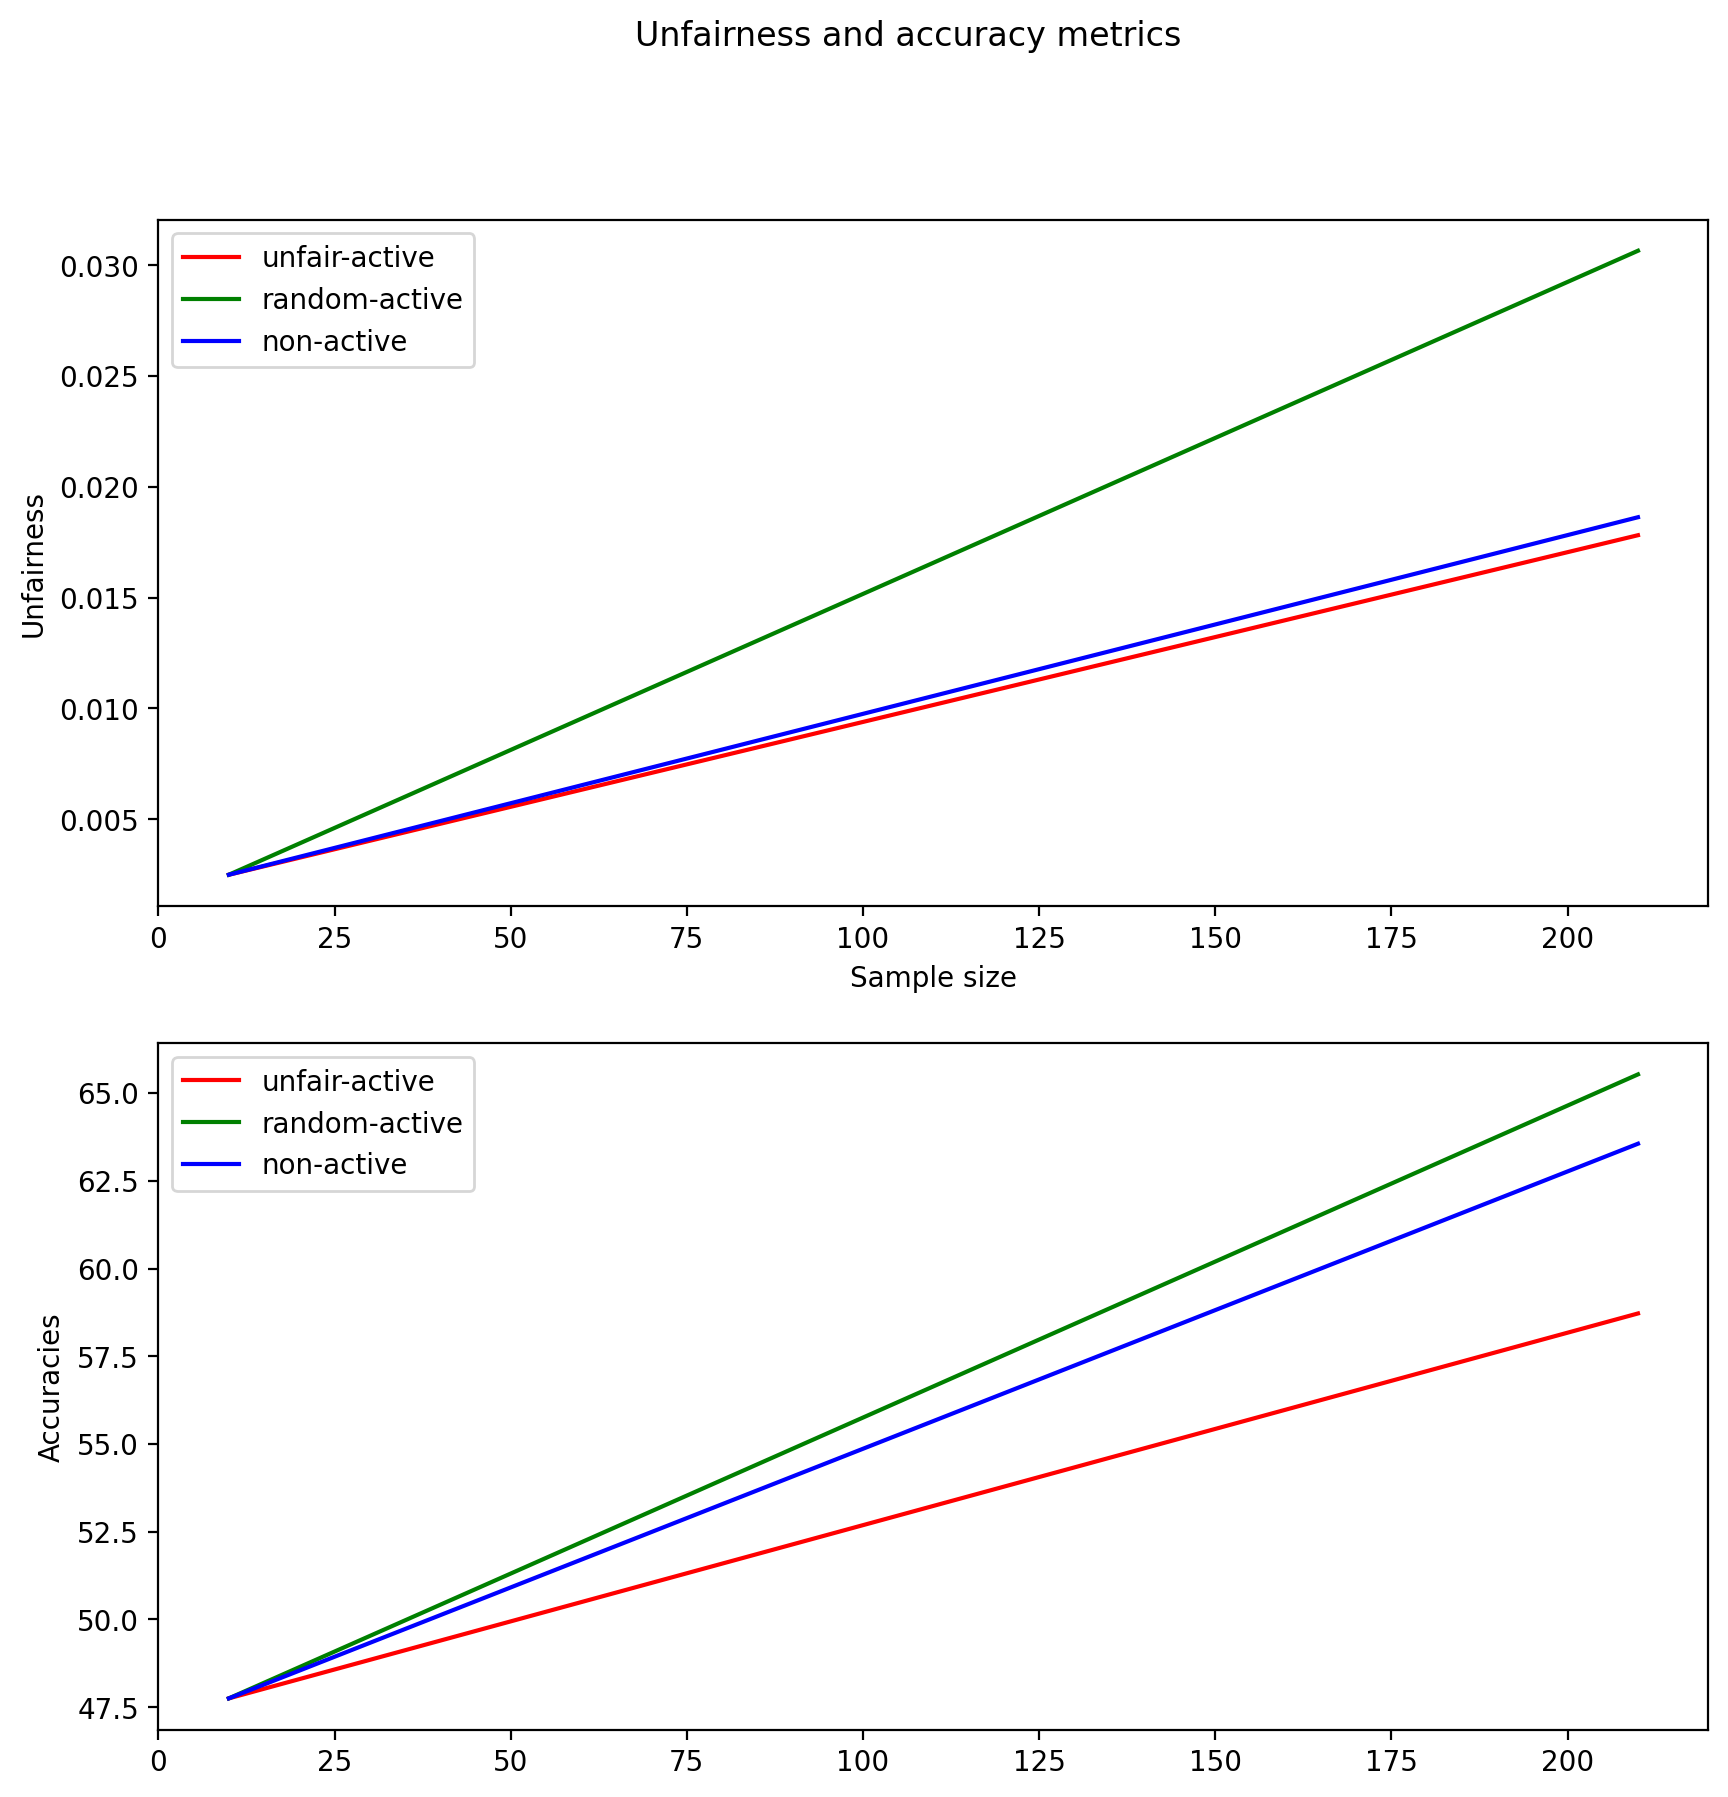 Unfairness and accuracy metrics
unfair-active
random-active
non-active
0.030
0.025
0.020
0.015
0.010
0.005
Unfairness
0 25 50 75 100 125 150 175 200
Sample size
unfair-active
random-active
non-active
65.0
62.5
60.0
57.5
55.0
52.5
50.0
47.5
Accuracies
0 25 50 75 100 125 150 175 200